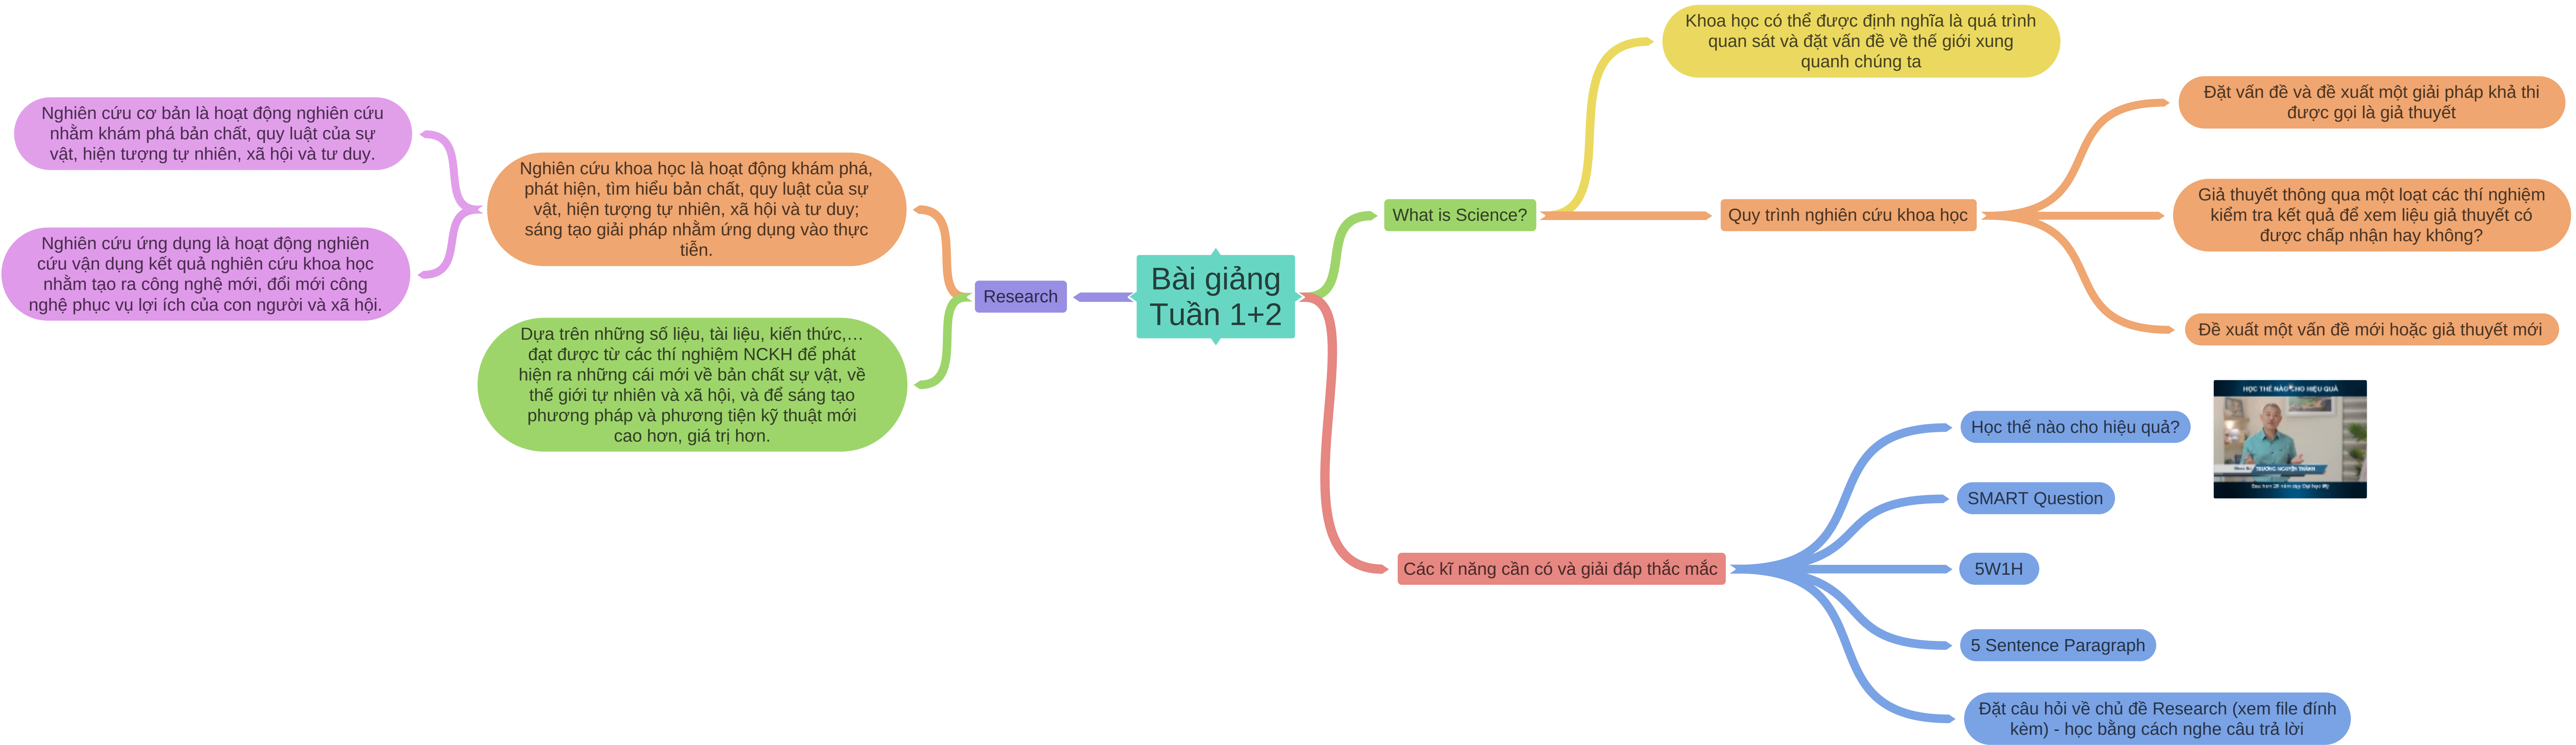 Bài giảng
Tuần 1+2
What is Science?
Khoa học có thể được định nghĩa là quá trình
quan sát và đặt vấn đề về thế giới xung
quanh chúng ta
Quy trình nghiên cứu khoa học
Đặt vấn đề và đề xuất một giải pháp khả thi
được gọi là giả thuyết
Giả thuyết thông qua một loạt các thí nghiệm
kiểm tra kết quả để xem liệu giả thuyết có
được chấp nhận hay không?
Đề xuất một vấn đề mới hoặc giả thuyết mới
Các kĩ năng cần có và giải đáp thắc mắc
Học thế nào cho hiệu quả?
HỌC THẾ NÀO CHO HIỆU QUẢ
TRƯƠNG NGUYỆN THÀNH
SMART Question
5W1H
5 Sentence Paragraph
Đặt câu hỏi về chủ đề Research (xem file đính
kèm) - học bằng cách nghe câu trả lời
Research
Nghiên cứu khoa học là hoạt động khám phá,
phát hiện, tìm hiểu bản chất, quy luật của sự
vật, hiện tượng tự nhiên, xã hội và tư duy;
sáng tạo giải pháp nhằm ứng dụng vào thực
tiễn.
Nghiên cứu cơ bản là hoạt động nghiên cứu
nhằm khám phá bản chất, quy luật của sự
vật, hiện tượng tự nhiên, xã hội và tư duy.
Nghiên cứu ứng dụng là hoạt động nghiên
cứu vận dụng kết quả nghiên cứu khoa học
nhằm tạo ra công nghệ mới, đổi mới công
nghệ phục vụ lợi ích của con người và xã hội.
Dựa trên những số liệu, tài liệu, kiến thức,…
đạt được từ các thí nghiệm NCKH để phát
hiện ra những cái mới về bản chất sự vật, về
thế giới tự nhiên và xã hội, và để sáng tạo
phương pháp và phương tiện kỹ thuật mới
cao hơn, giá trị hơn.